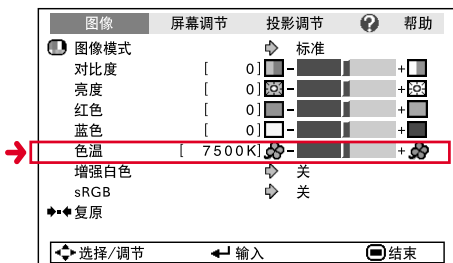 图像 屏幕调节 投影调节 ? 帮助
图像模式 标准
对比度 [ 0] - +
亮度 [ 0] - +
红色 [ 0] - +
蓝色 [ 0] - +
色温 [ 7500K] - +
增强白色 关
sRGB 关
复原
选择/调节 输入 结束